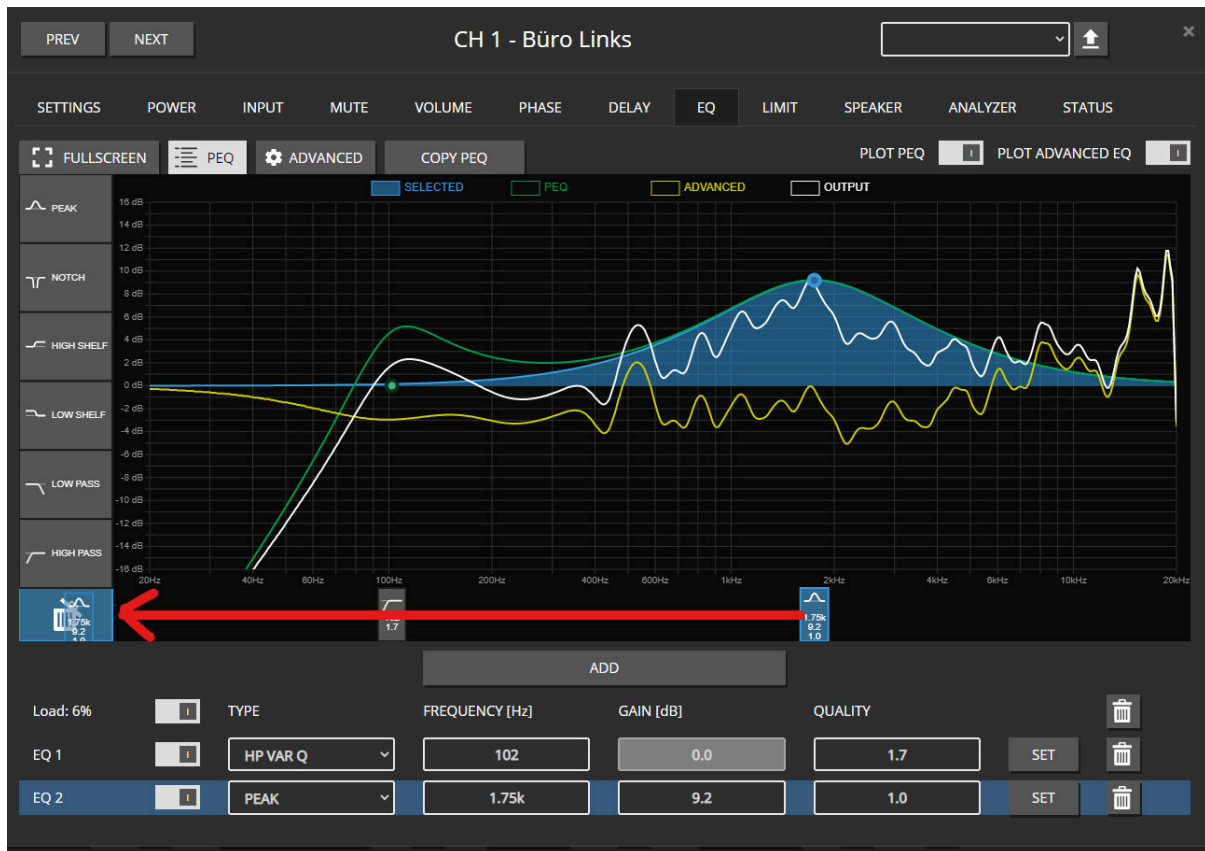 PREV NEXT CH 1 - Büro Links ×
SETTINGS POWER INPUT MUTE VOLUME PHASE DELAY EQ LIMIT SPEAKER ANALYZER STATUS
FULLSCREEN PEQ ADVANCED COPY PEQ PLOT PEQ I PLOT ADVANCED EQ I
SELECTED PEQ ADVANCED OUTPUT
PEAK
NOTCH
HIGH SHELF
LOW SHELF
LOW PASS
HIGH PASS
16 dB
14 dB
12 dB
10 dB
8 dB
6 dB
4 dB
2 dB
0 dB
-2 dB
-4 dB
-6 dB
-8 dB
-10 dB
-12 dB
-14 dB
-16 dB
20Hz 40Hz 60Hz 100Hz 200Hz 400Hz 600Hz 1kHz 2kHz 4kHz 6kHz 10kHz 20kHz
1.75k
9.2
1.0
1.7
1.75k
9.2
1.0
ADD
Load: 6% I TYPE FREQUENCY [Hz] GAIN [dB] QUALITY
EQ 1 I HP VAR Q 102 0.0 1.7 SET
EQ 2 I PEAK 1.75k 9.2 1.0 SET